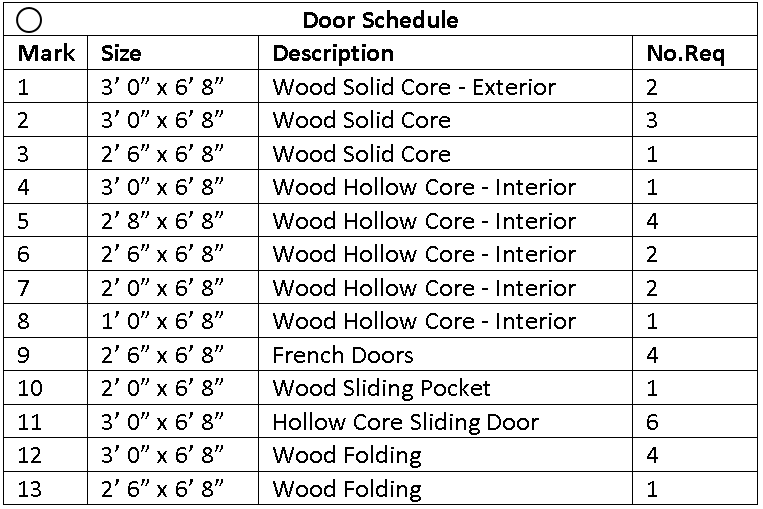 Door Schedule
Mark Size Description No.Req
1 3’ 0” x 6’ 8” Wood Solid Core - Exterior 2
2 3’ 0” x 6’ 8” Wood Solid Core 3
3 2’ 6” x 6’ 8” Wood Solid Core 1
4 3’ 0” x 6’ 8” Wood Hollow Core - Interior 1
5 2’ 8” x 6’ 8” Wood Hollow Core - Interior 4
6 2’ 6” x 6’ 8” Wood Hollow Core - Interior 2
7 2’ 0” x 6’ 8” Wood Hollow Core - Interior 2
8 1’ 0” x 6’ 8” Wood Hollow Core - Interior 1
9 2’ 6” x 6’ 8” French Doors 4
10 2’ 0” x 6’ 8” Wood Sliding Pocket 1
11 3’ 0” x 6’ 8” Hollow Core Sliding Door 6
12 3’ 0” x 6’ 8” Wood Folding 4
13 2’ 6” x 6’ 8” Wood Folding 1